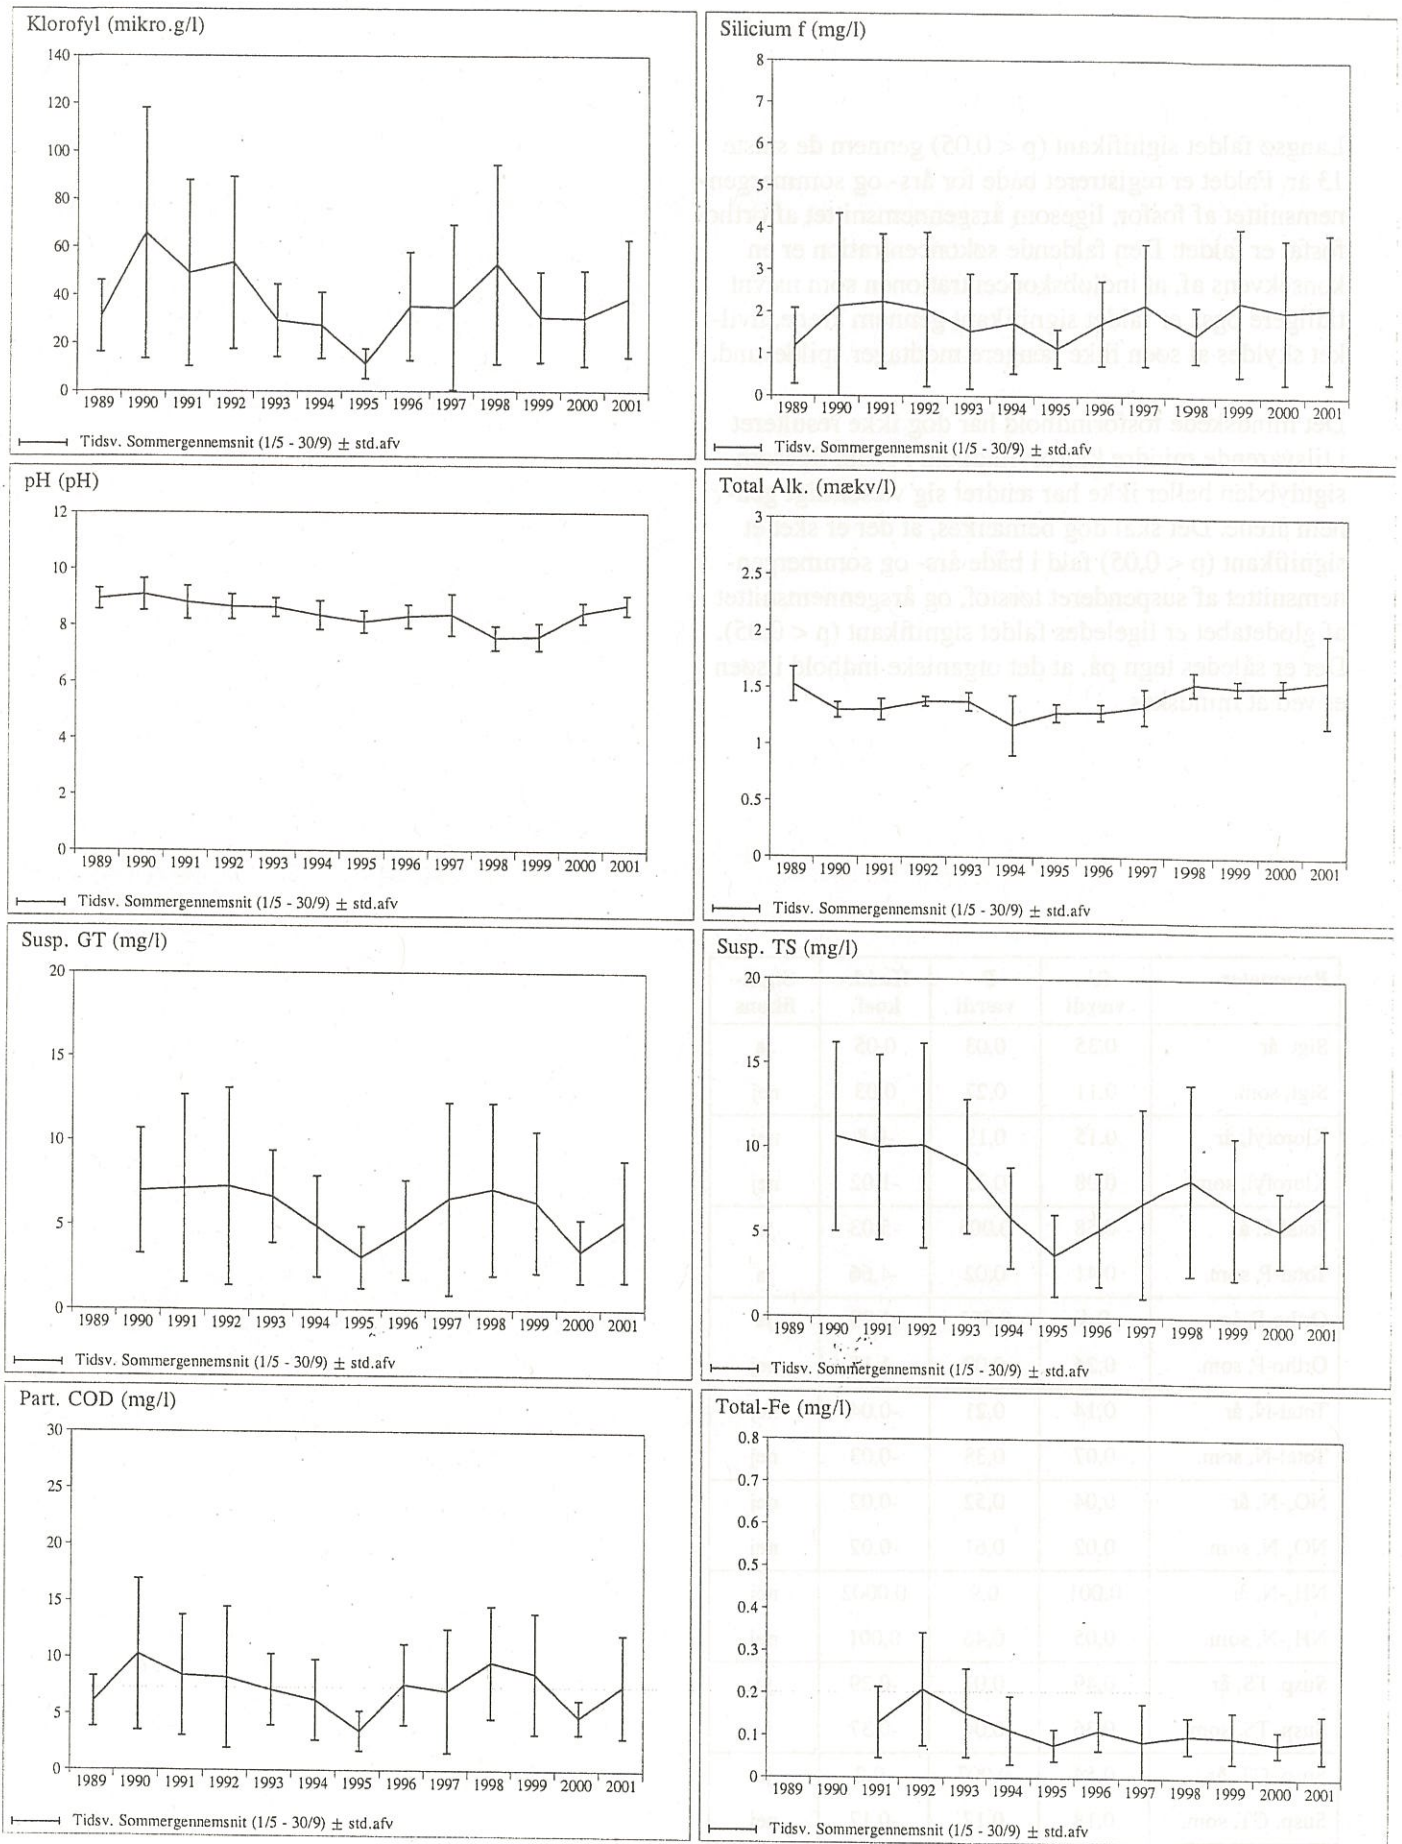 Klorofyl (mikro.g/l)
140
120
100
80
60
40
20
0
1989 1990 1991 1992 1993 1994 1995 1996 1997 1998 1999 2000 2001
Tidsv. Sommergennemsnit (1/5 - 30/9) ± std.afv
Silicium f (mg/l)
8
7
6
5
4
3
2
1
0
1989 1990 1991 1992 1993 1994 1995 1996 1997 1998 1999 2000 2001
Tidsv. Sommergennemsnit (1/5 - 30/9) ± std.afv
pH (pH)
12
10
8
6
4
2
0
1989 1990 1991 1992 1993 1994 1995 1996 1997 1998 1999 2000 2001
Tidsv. Sommergennemsnit (1/5 - 30/9) ± std.afv
Total Alk. (mækv/l)
3
2.5
2
1.5
1
0.5
0
1989 1990 1991 1992 1993 1994 1995 1996 1997 1998 1999 2000 2001
Tidsv. Sommergennemsnit (1/5 - 30/9) ± std.afv
Susp. GT (mg/l)
20
15
10
5
0
1989 1990 1991 1992 1993 1994 1995 1996 1997 1998 1999 2000 2001
Tidsv. Sommergennemsnit (1/5 - 30/9) ± std.afv
Susp. TS (mg/l)
20
15
10
5
0
1989 1990 1991 1992 1993 1994 1995 1996 1997 1998 1999 2000 2001
Tidsv. Sommergennemsnit (1/5 - 30/9) ± std.afv
Part. COD (mg/l)
30
25
20
15
10
5
0
1989 1990 1991 1992 1993 1994 1995 1996 1997 1998 1999 2000 2001
Tidsv. Sommergennemsnit (1/5 - 30/9) ± std.afv
Total-Fe (mg/l)
0.8
0.7
0.6
0.5
0.4
0.3
0.2
0.1
0
1989 1990 1991 1992 1993 1994 1995 1996 1997 1998 1999 2000 2001
Tidsv. Sommergennemsnit (1/5 - 30/9) ± std.afv